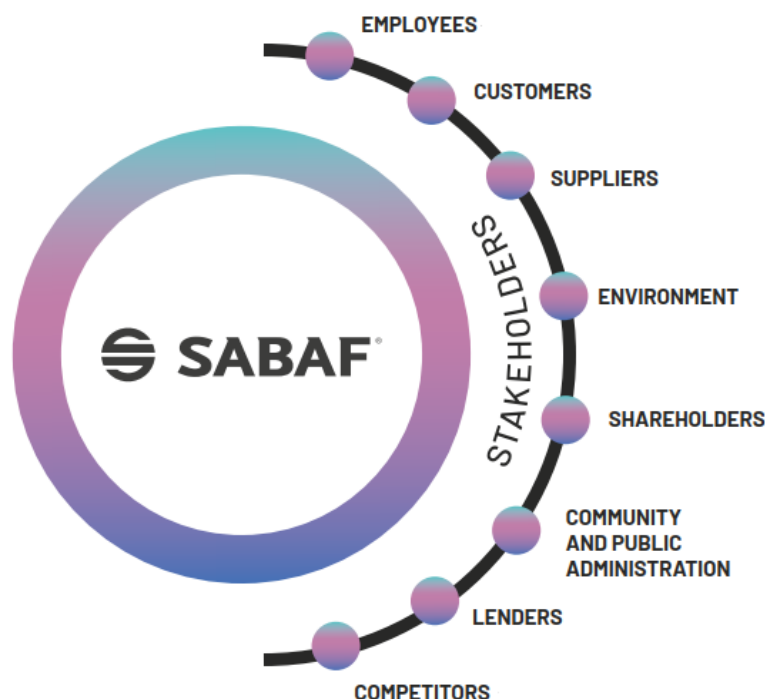 EMPLOYEES
CUSTOMERS
SUPPLIERS
ENVIRONMENT
SHAREHOLDERS
COMMUNITY
AND PUBLIC
ADMINISTRATION
LENDERS
COMPETITORS
STAKEHOLDERS
SABAF®